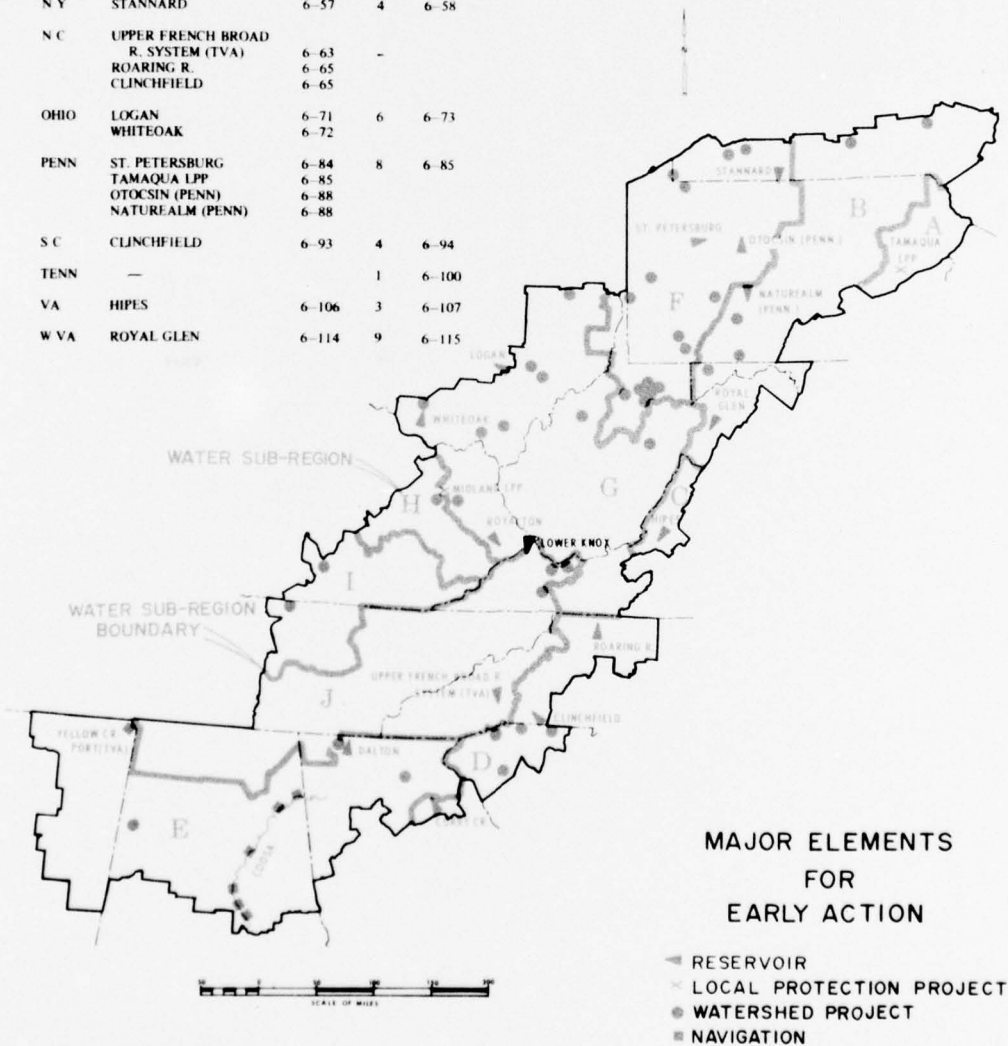 N Y STANNARD 6-57 4 6-58
N C UPPER FRENCH BROAD
R. SYSTEM (TVA) 6-63 -
ROARING R. 6-65
CLINCHFIELD 6-65
OHIO LOGAN 6-71 6 6-73
WHITEOAK 6-72
PENN ST. PETERSBURG 6-84 8 6-85
TAMAQUA LPP 6-85
OTOCSIN (PENN) 6-88
NATUREALM (PENN) 6-88
S C CLINCHFIELD 6-93 4 6-94
TENN — 1 6-100
VA HIPES 6-106 3 6-107
W VA ROYAL GLEN 6-114 9 6-115
N
STANNARD
B
A
ST. PETERSBURG
OTOCSIN (PENN.)
TAMAQUA
LPP
F
NATUREALM
(PENN.)
LOGAN
ROYAL
GLEN
WHITEOAK
WATER SUB-REGION
G
C
H
MIDLAND LPP
ROYALTON
HIPES
LOWER KNOX
I
WATER SUB-REGION
BOUNDARY
ROARING R.
J
UPPER FRENCH BROAD R.
SYSTEM (TVA)
CLINCHFIELD
YELLOW CR.
PORT(TVA)
DALTON
D
E
COOSA
MAJOR ELEMENTS
FOR
EARLY ACTION
RESERVOIR
LOCAL PROTECTION PROJECT
WATERSHED PROJECT
NAVIGATION
SCALE OF MILES